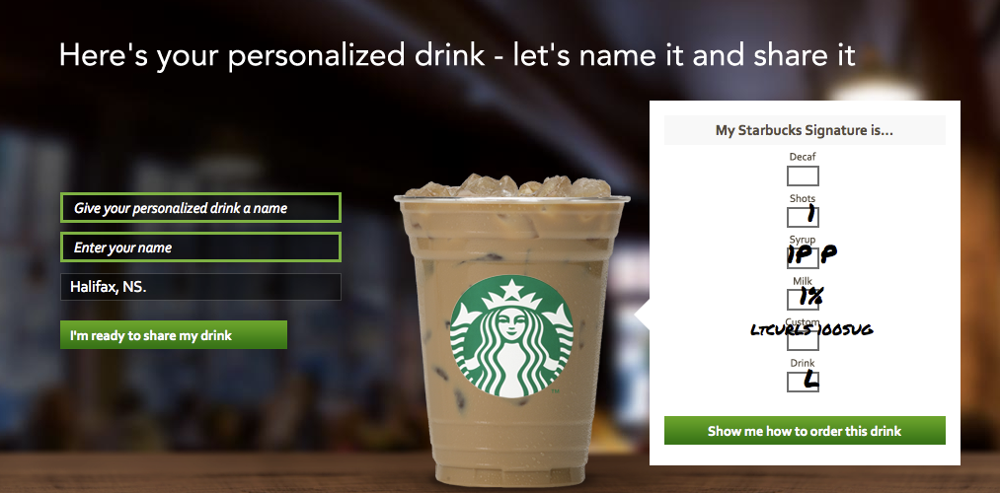 Here's your personalized drink - let's name it and share it
Give your personalized drink a name
Enter your name
Halifax, NS.
I'm ready to share my drink
My Starbucks Signature is...
Decaf
Shots
1
Syrup
1P P
Milk
1%
Custom
LTCURLS 100SUG
Drink
L
Show me how to order this drink
TM